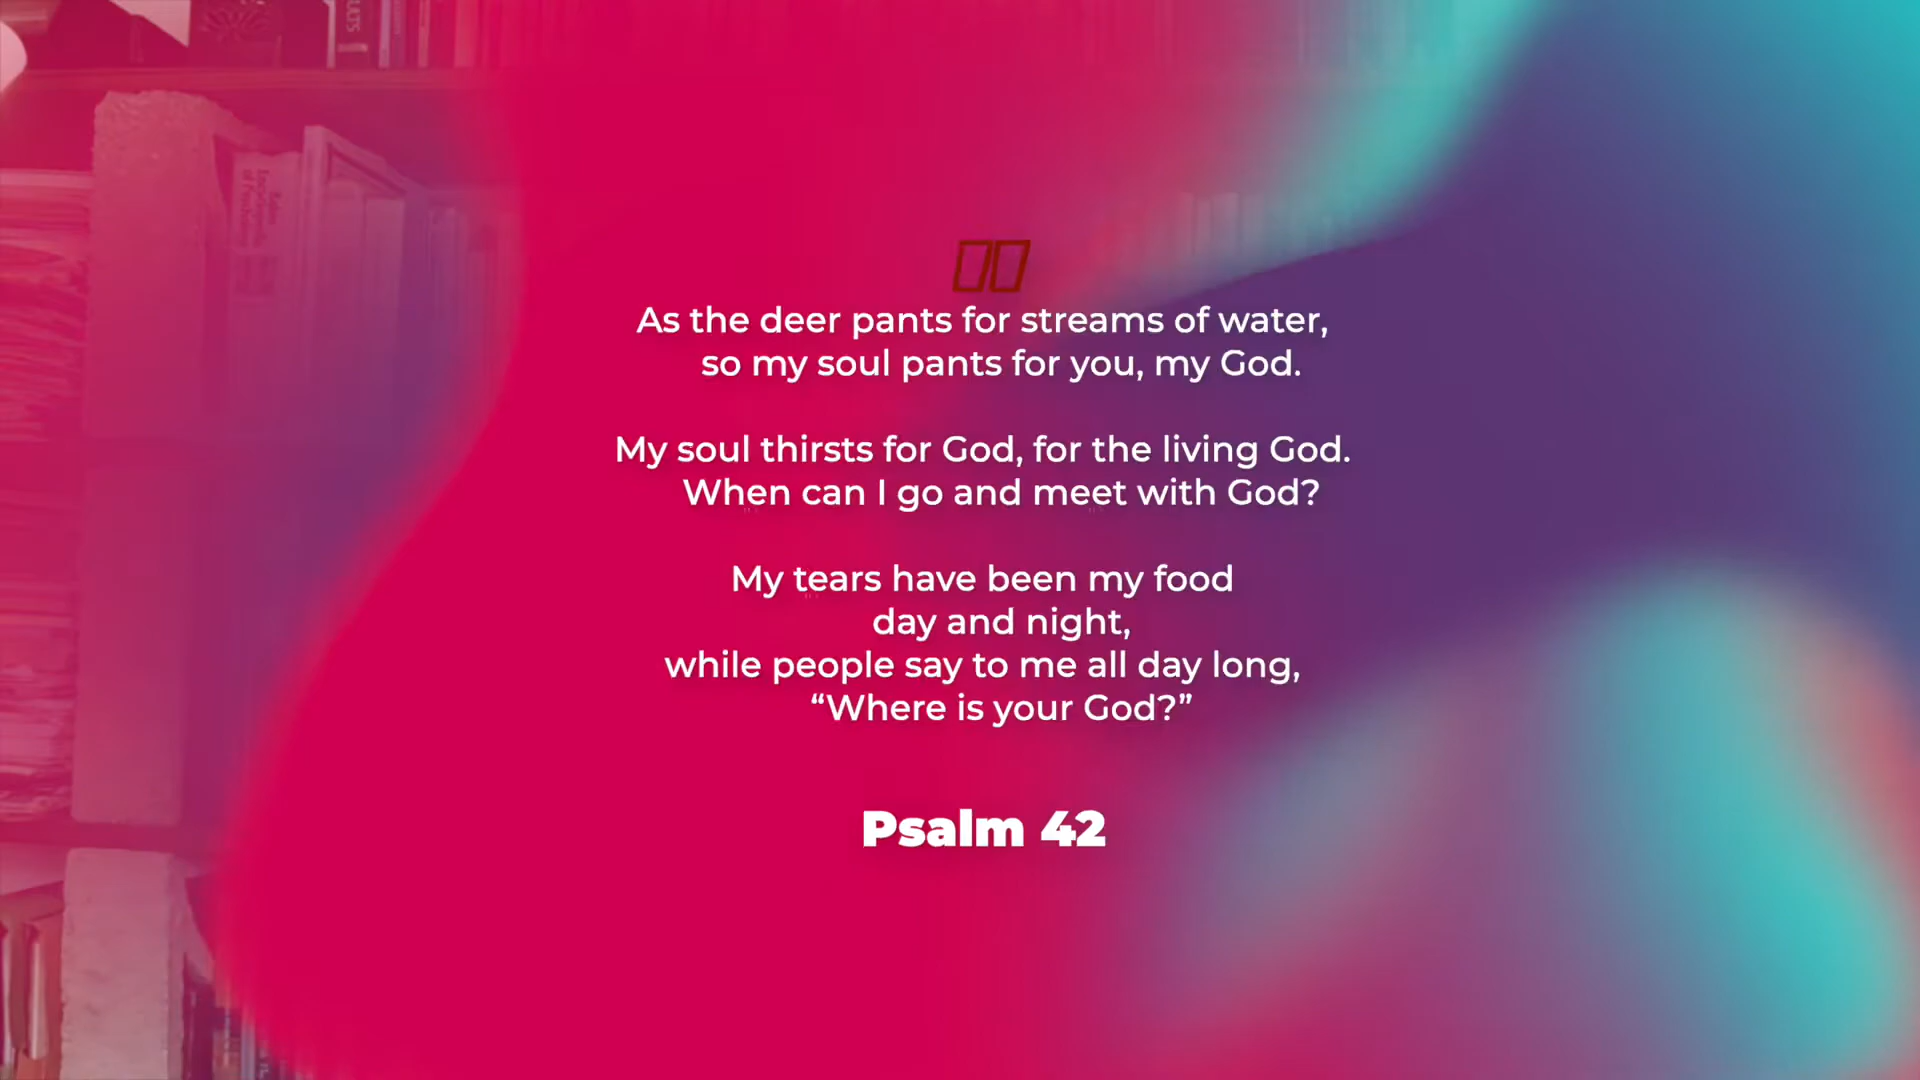 As the deer pants for streams of water,
so my soul pants for you, my God.
My soul thirsts for God, for the living God.
When can I go and meet with God?
My tears have been my food
day and night,
while people say to me all day long,
“Where is your God?”
Psalm 42